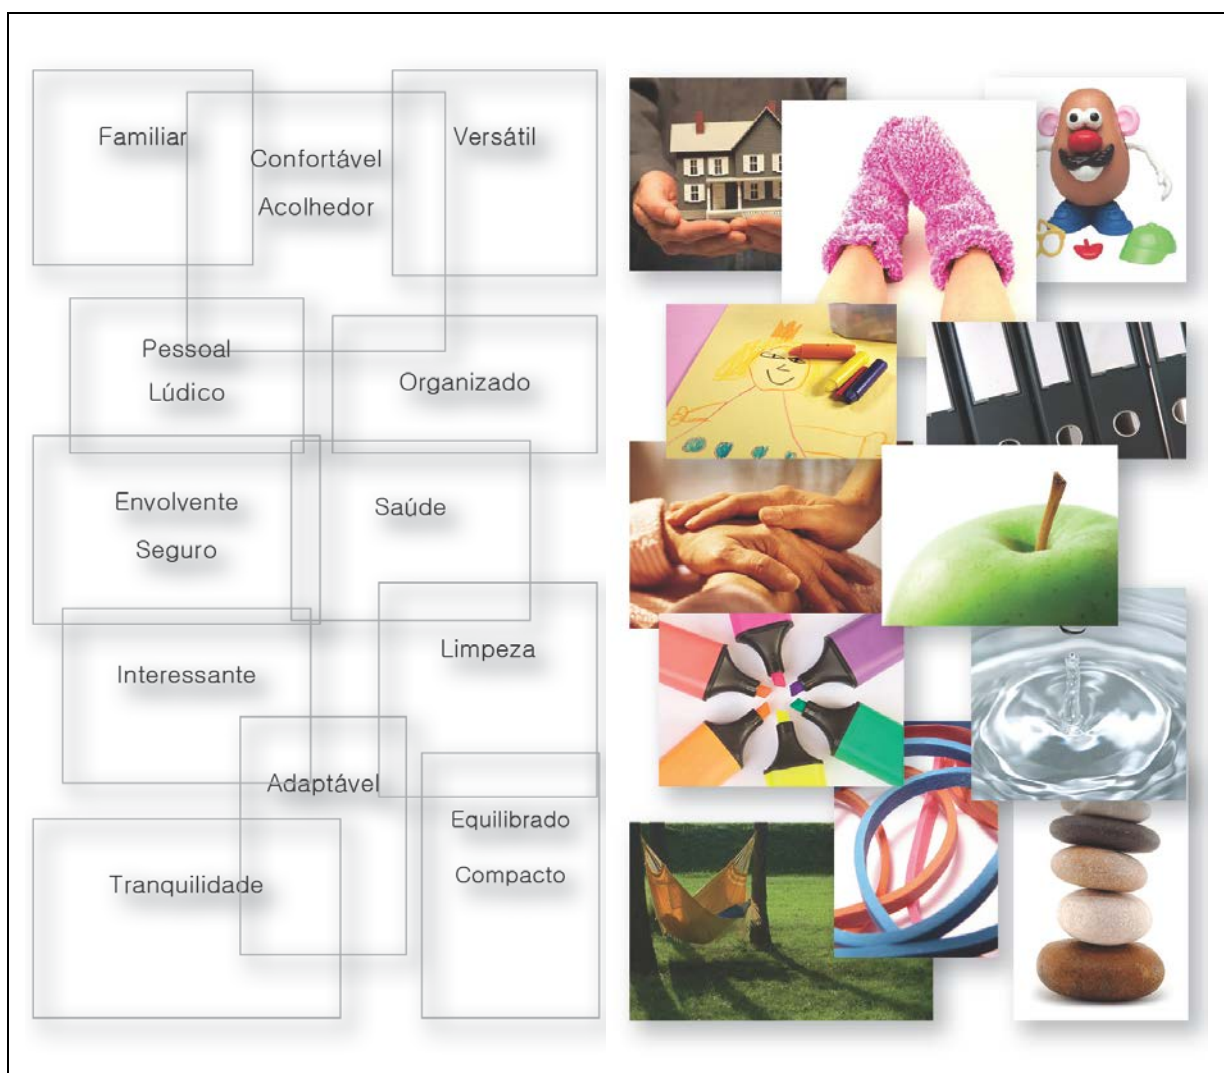 Familiar
Confortável
Acolhedor
Versátil
Pessoal
Lúdico
Organizado
Envolvente
Seguro
Saúde
Interessante
Limpeza
Adaptável
Equilibrado
Compacto
Tranquilidade